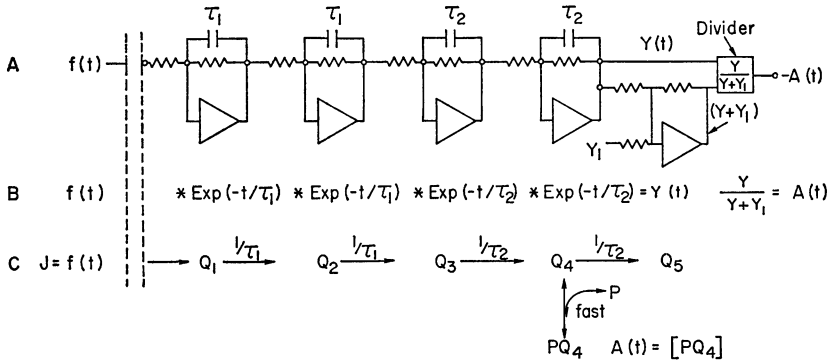 τ1 τ1 τ2 τ2
Divider
A f(t) Y(t) Y/(Y+Y1) -A(t)
(Y+Y1)
Y1
B f(t) * Exp(-t/τ1) * Exp(-t/τ1) * Exp(-t/τ2) * Exp(-t/τ2) = Y(t) Y/(Y+Y1) = A(t)
C J = f(t) Q1 1/τ1 Q2 1/τ1 Q3 1/τ2 Q4 1/τ2 Q5
P
fast
PQ4 A(t) = [PQ4]